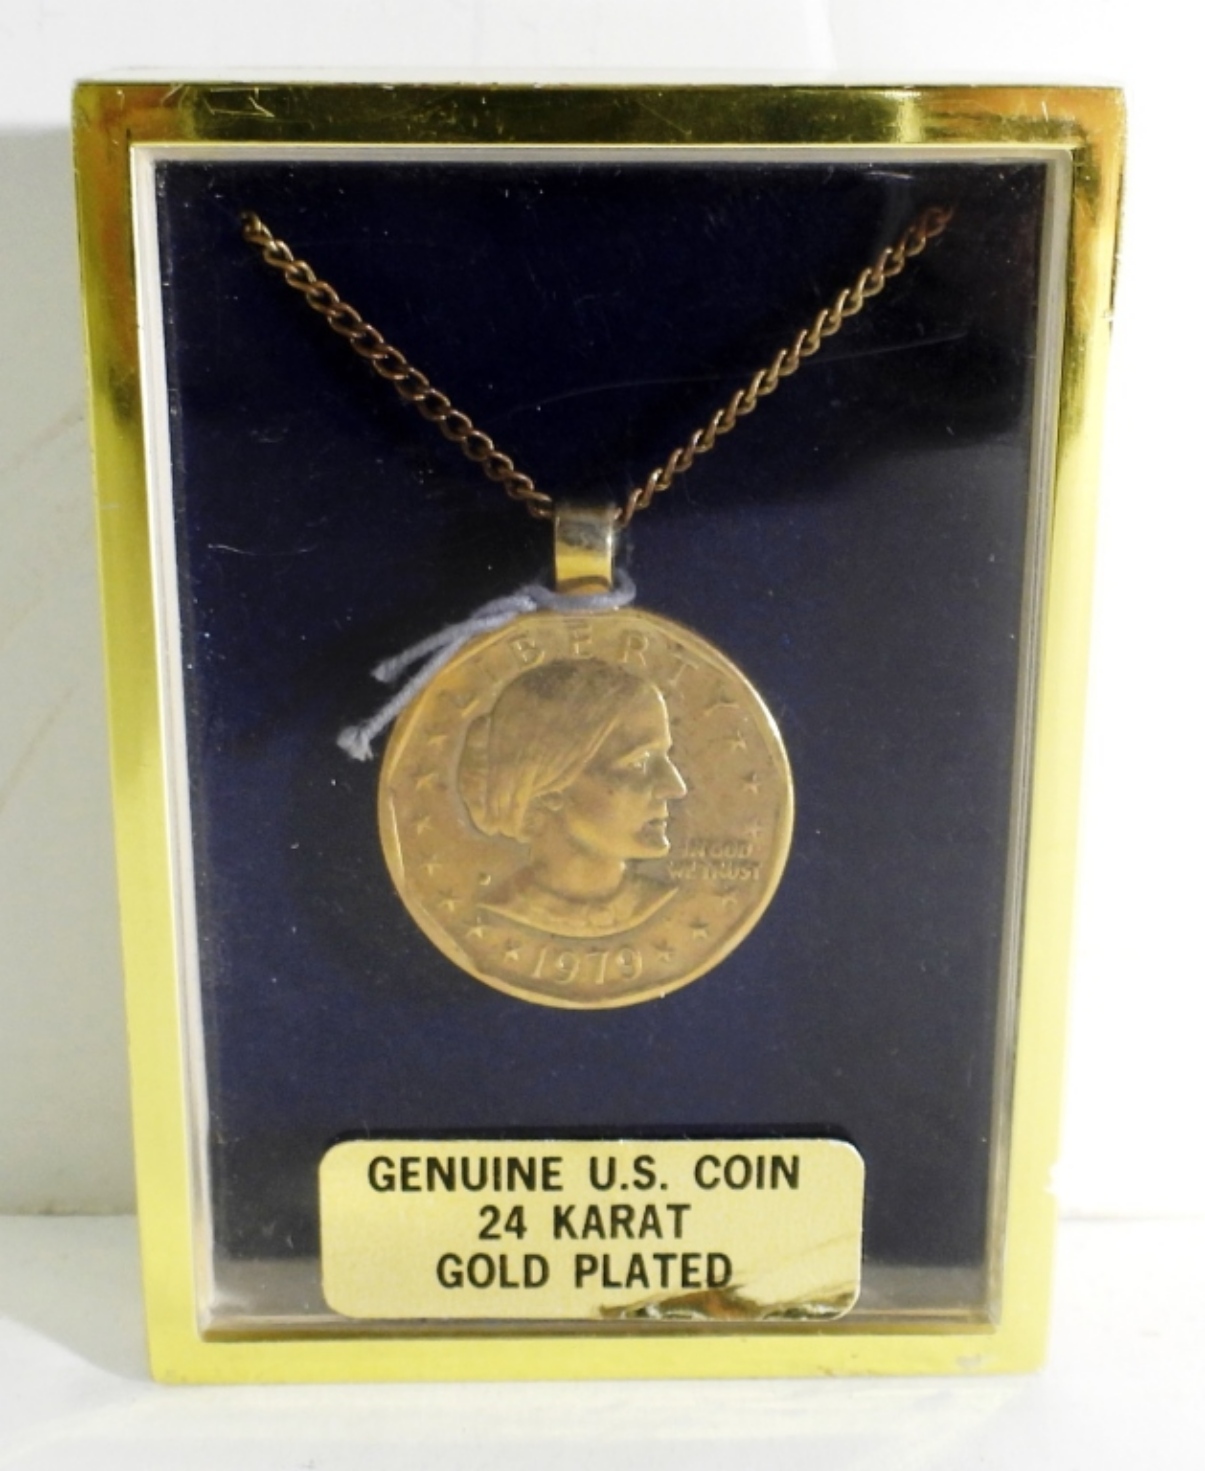 LIBERTY
IN GOD
WE TRUST
1979
GENUINE U.S. COIN
24 KARAT
GOLD PLATED